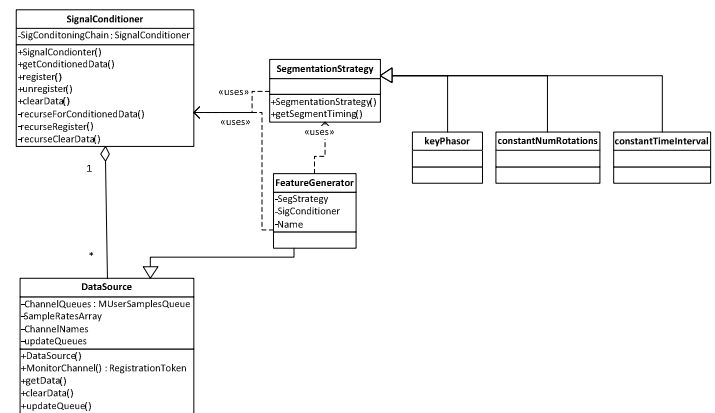 SignalConditioner
-SigConditoningChain : SignalConditioner
+SignalCondionter()
+getConditionedData()
+register()
+unregister()
+clearData()
-recurseForConditionedData()
-recurseRegister()
-recurseClearData()
«uses»
«uses»
SegmentationStrategy
+SegmentationStrategy()
+getSegmentTiming()
«uses»
keyPhasor
constantNumRotations
constantTimeInterval
FeatureGenerator
-SegStrategy
-SigConditioner
-Name
1
*
DataSource
-ChannelQueues : MUserSamplesQueue
-SampleRatesArray
-ChannelNames
-updateQueues
+DataSource()
+MonitorChannel() : RegistrationToken
+getData()
+clearData()
+updateQueue()